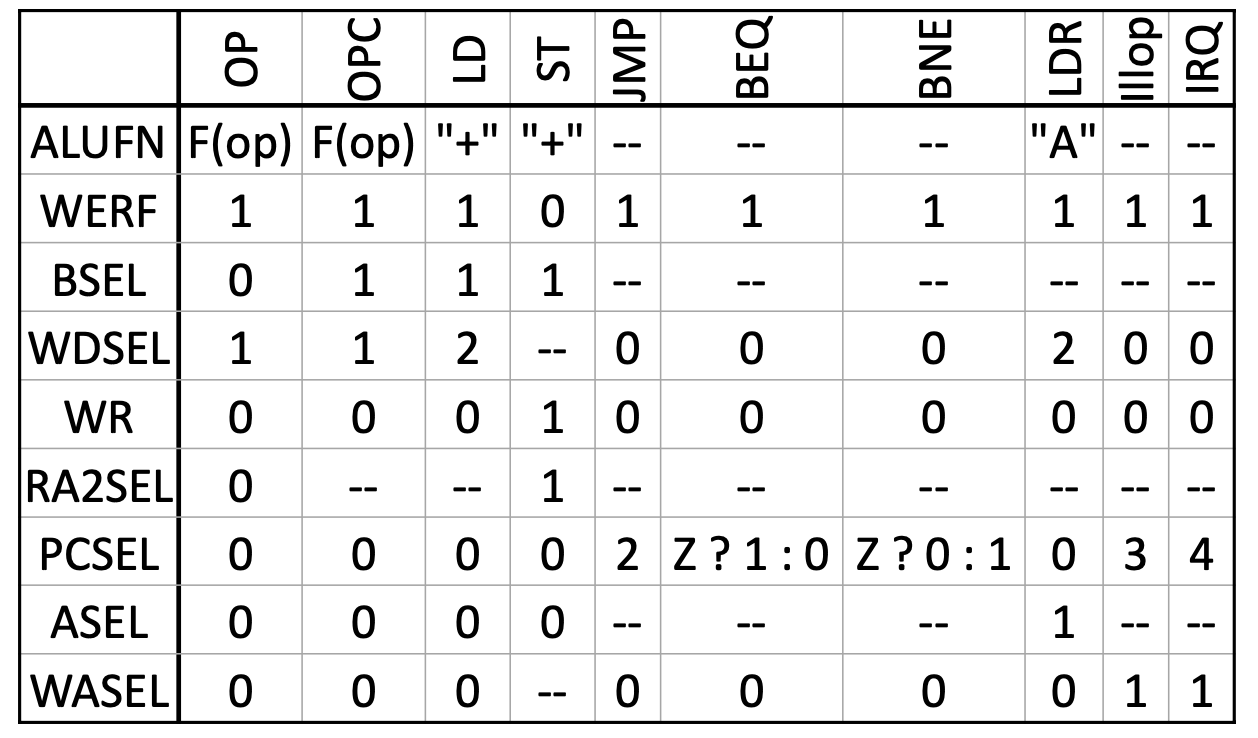 OP OPC LD ST JMP BEQ BNE LDR Illop IRQ
ALUFN F(op) F(op) "+" "+" -- -- -- "A" -- --
WERF 1 1 1 0 1 1 1 1 1 1
BSEL 0 1 1 1 -- -- -- -- -- --
WDSEL 1 1 2 -- 0 0 0 2 0 0
WR 0 0 0 1 0 0 0 0 0 0
RA2SEL 0 -- -- 1 -- -- -- -- -- --
PCSEL 0 0 0 0 2 Z ? 1 : 0 Z ? 0 : 1 0 3 4
ASEL 0 0 0 0 -- -- -- 1 -- --
WASEL 0 0 0 -- 0 0 0 0 1 1